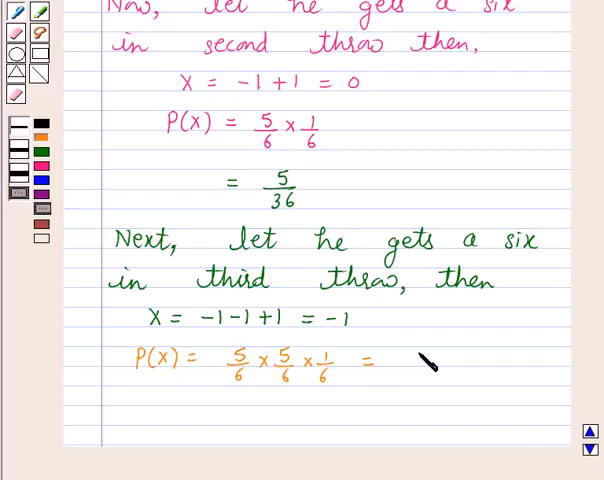 Now, let he gets a six
in second throw then,
X = -1 + 1 = 0
P(X) = 5/6 × 1/6
= 5/36
Next, let he gets a six
in third throw, then
X = -1 -1 +1 = -1
P(X) = 5/6 × 5/6 × 1/6 =